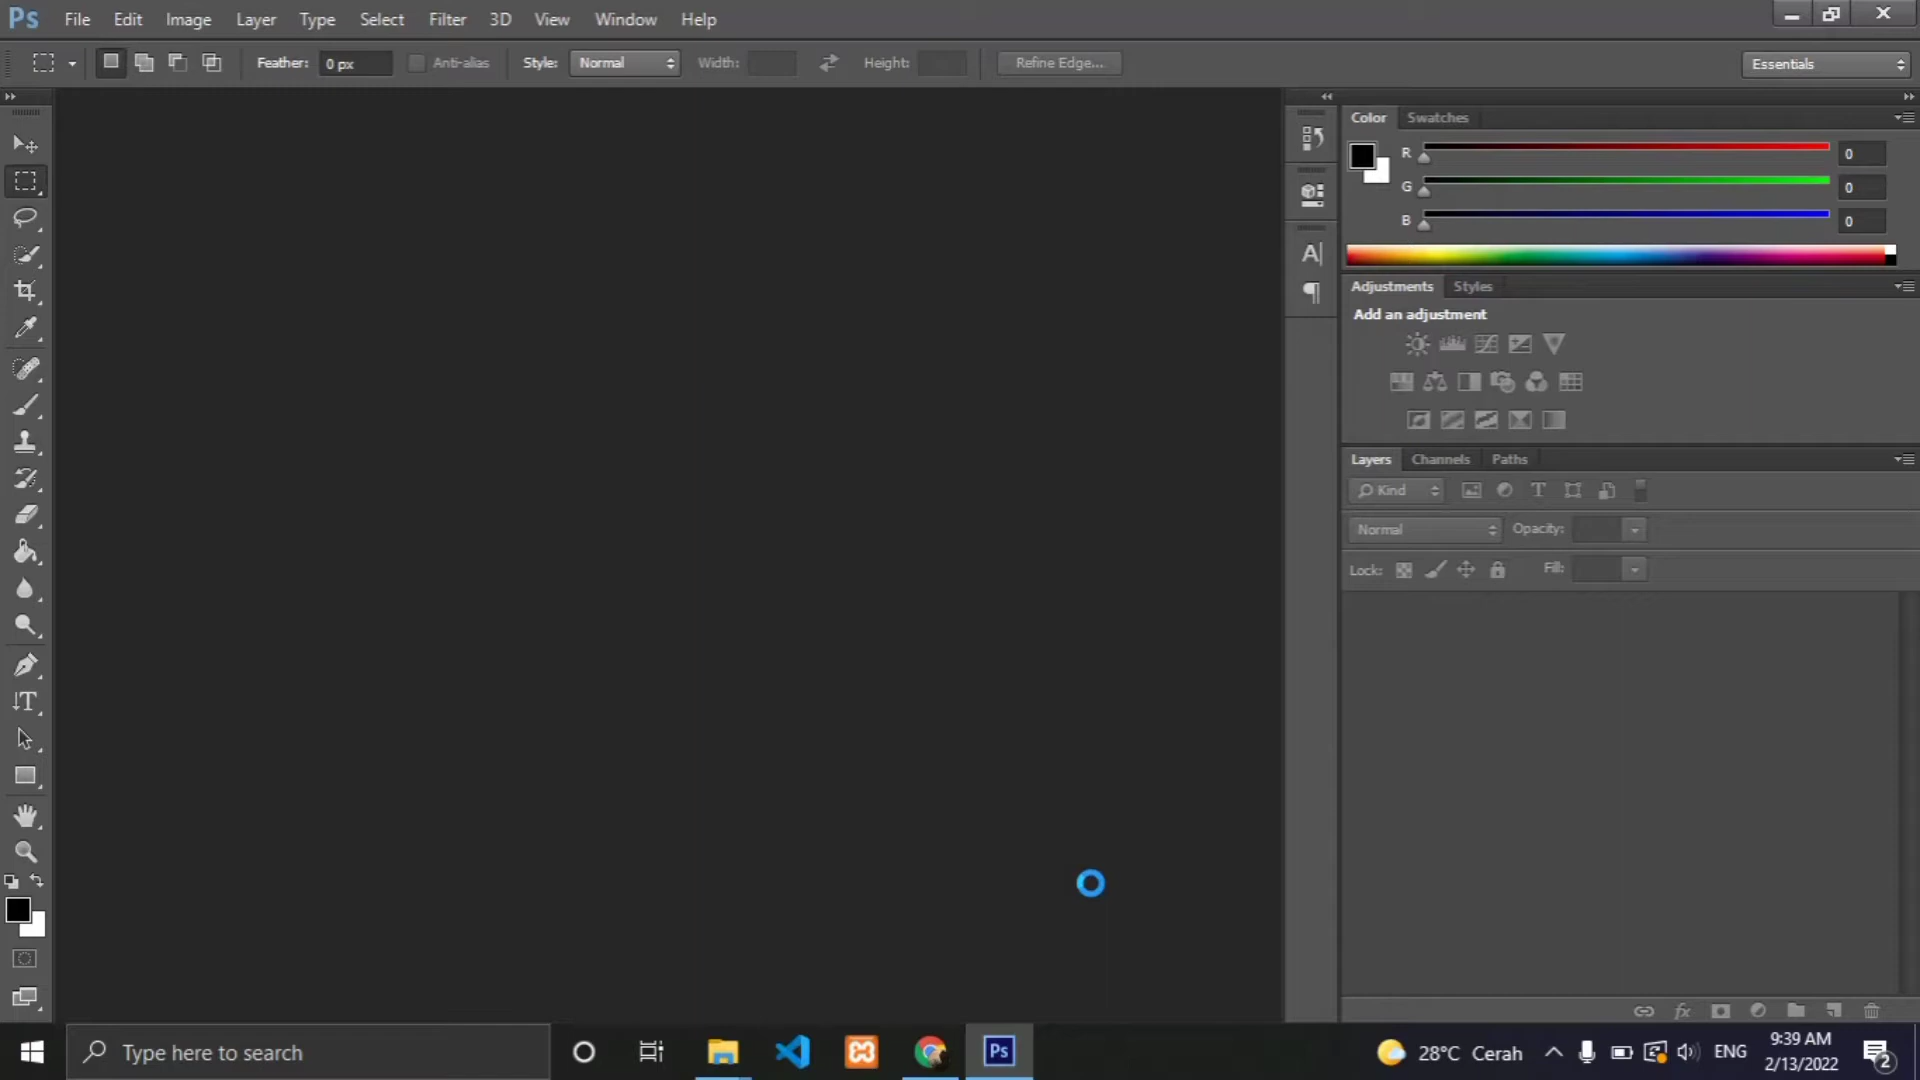 Ps File Edit Image Layer Type Select Filter 3D View Window Help
Feather: 0 px Anti-alias Style: Normal Width: Height: Refine Edge... Essentials
Color Swatches
R 0
G 0
B 0
Adjustments Styles
Add an adjustment
Layers Channels Paths
Kind
Normal Opacity:
Lock: Fill:
Type here to search
Ps
28°C Cerah
ENG
9:39 AM
2/13/2022
2